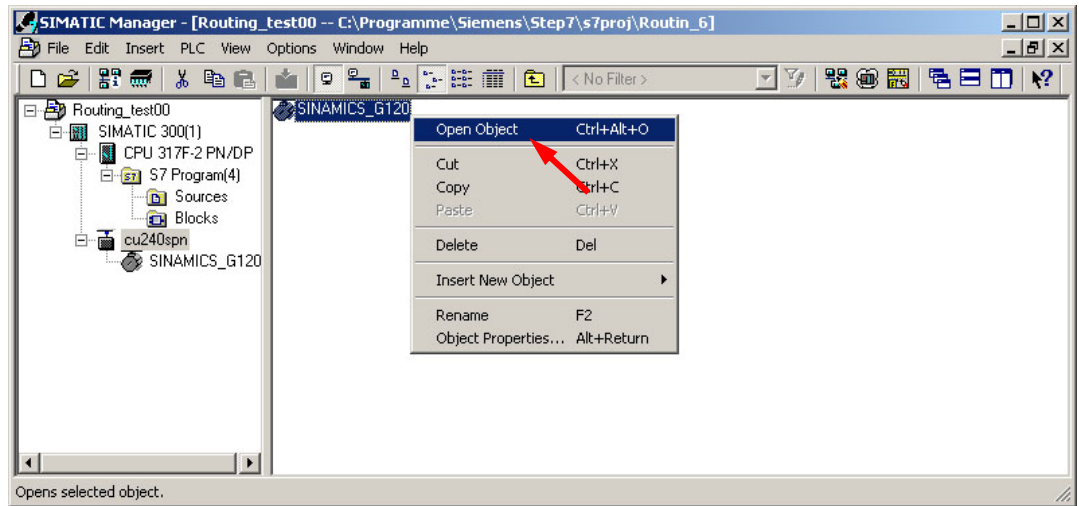 SIMATIC Manager - [Routing_test00 -- C:\Programme\Siemens\Step7\s7proj\Routin_6]
File Edit Insert PLC View Options Window Help
< No Filter >
Routing_test00
SIMATIC 300(1)
CPU 317F-2 PN/DP
S7 Program(4)
Sources
Blocks
cu240spn
SINAMICS_G120
SINAMICS_G120
Open Object Ctrl+Alt+O
Cut Ctrl+X
Copy Ctrl+C
Paste Ctrl+V
Delete Del
Insert New Object
Rename F2
Object Properties... Alt+Return
Opens selected object.